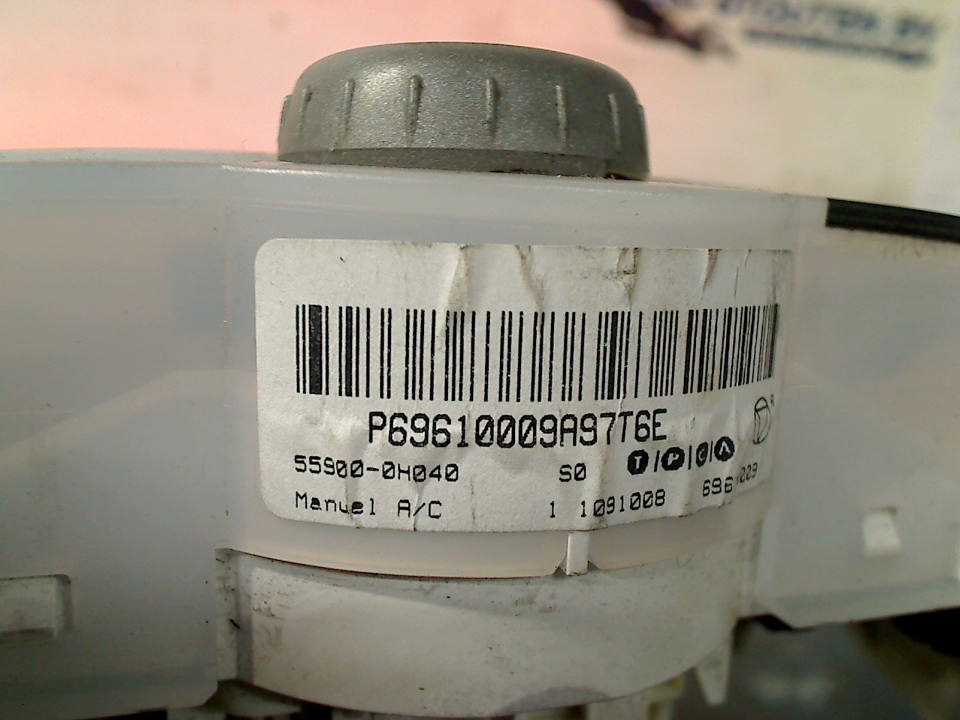 P69610009A97T6E
55900-0H040 S0 T|P|C|A
Manuel A/C 1 1091008